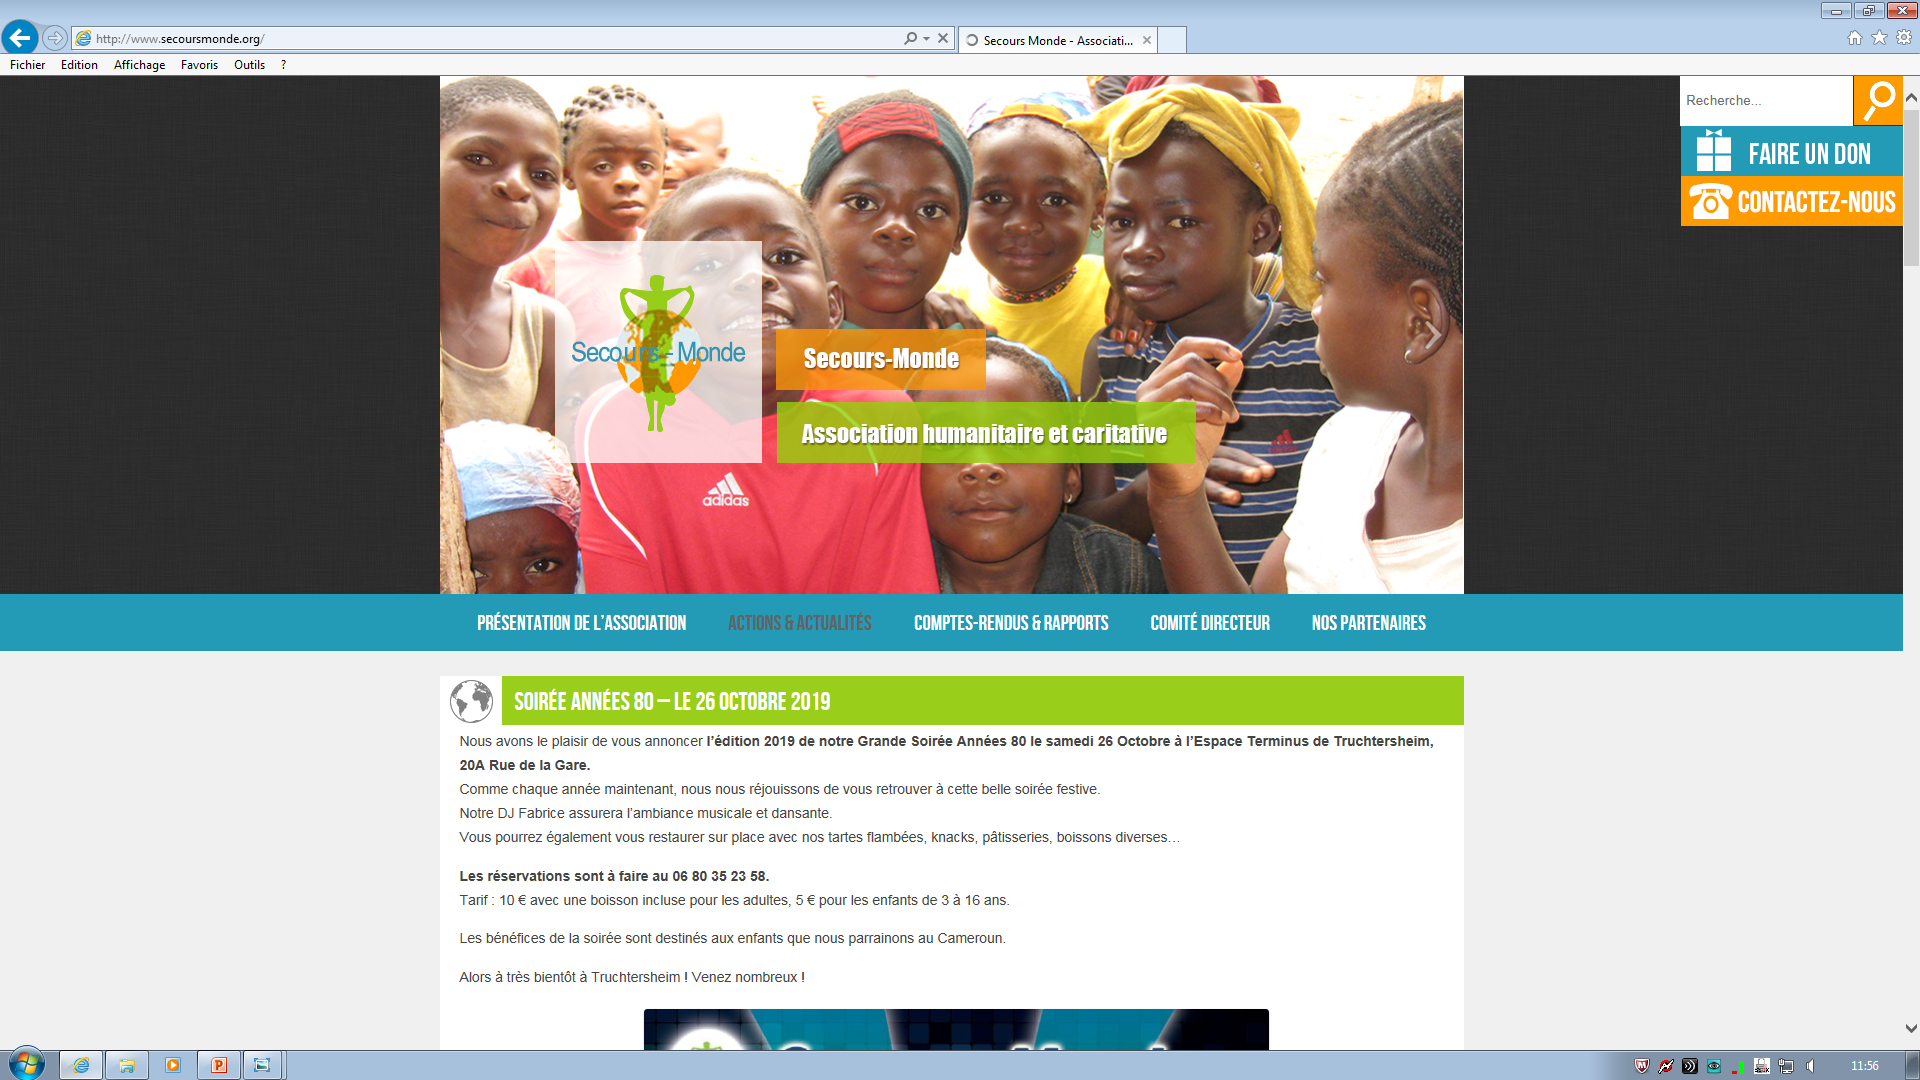 http://www.secoursmonde.org/
Secours Monde - Associati...
Fichier Edition Affichage Favoris Outils ?
Recherche...
FAIRE UN DON
CONTACTEZ-NOUS
Secours - Monde
Secours-Monde
Association humanitaire et caritative
adidas
PRÉSENTATION DE L'ASSOCIATION ACTIONS & ACTUALITÉS COMPTES-RENDUS & RAPPORTS COMITÉ DIRECTEUR NOS PARTENAIRES
SOIRÉE ANNÉES 80 – LE 26 OCTOBRE 2019
Nous avons le plaisir de vous annoncer l'édition 2019 de notre Grande Soirée Années 80 le samedi 26 Octobre à l'Espace Terminus de Truchtersheim,
20A Rue de la Gare.
Comme chaque année maintenant, nous nous réjouissons de vous retrouver à cette belle soirée festive.
Notre DJ Fabrice assurera l'ambiance musicale et dansante.
Vous pourrez également vous restaurer sur place avec nos tartes flambées, knacks, pâtisseries, boissons diverses…
Les réservations sont à faire au 06 80 35 23 58.
Tarif : 10 € avec une boisson incluse pour les adultes, 5 € pour les enfants de 3 à 16 ans.
Les bénéfices de la soirée sont destinés aux enfants que nous parrainons au Cameroun.
Alors à très bientôt à Truchtersheim ! Venez nombreux !
11:56